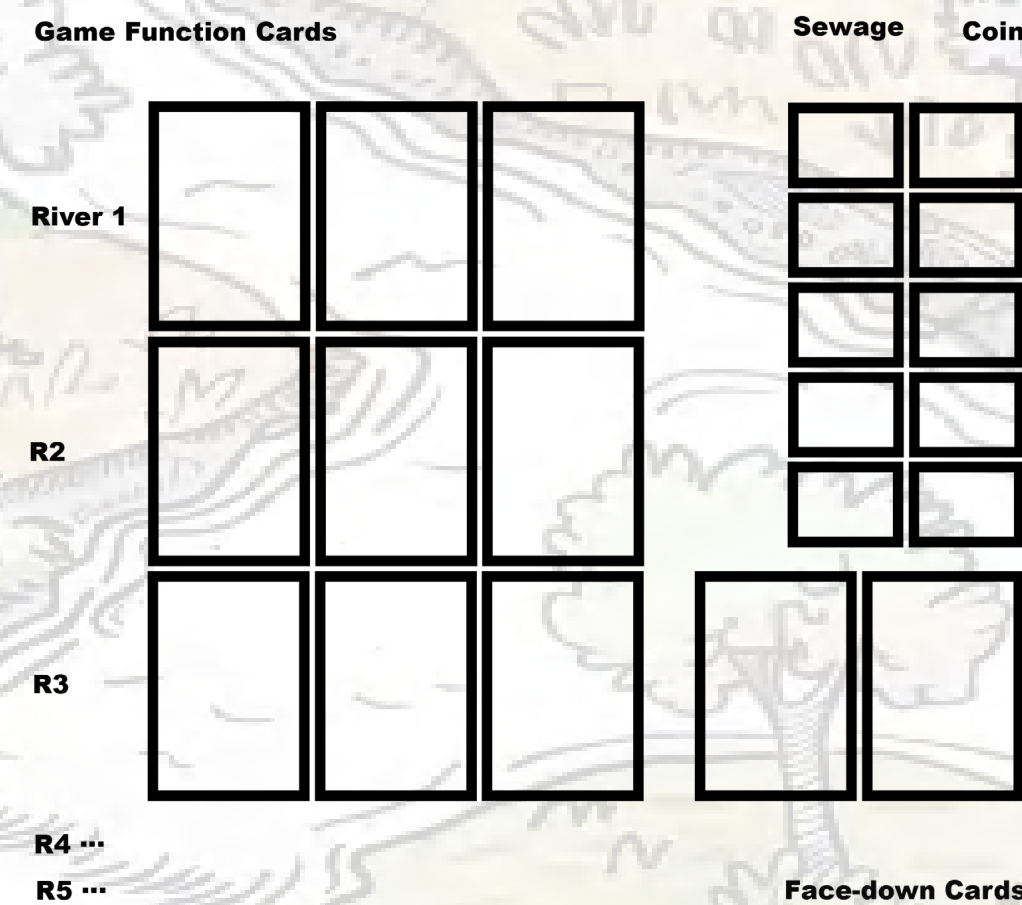 Game Function Cards
Sewage
Coin
River 1
R2
R3
R4 ...
R5 ...
Face-down Cards